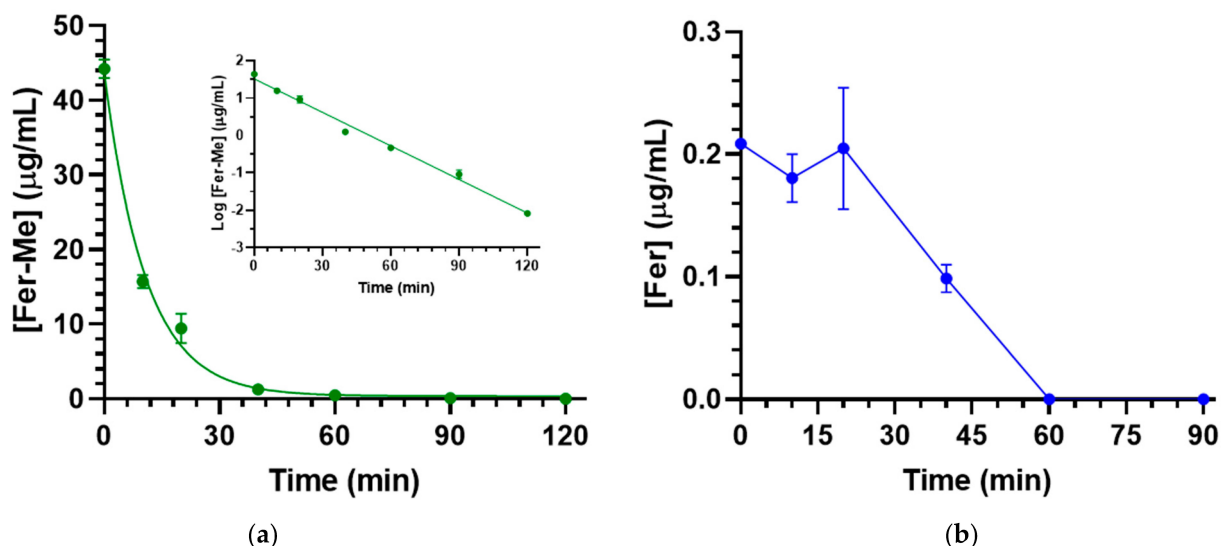 [Fer-Me] (μg/mL)
50
40
30
20
10
0
0 30 60 90 120
Time (min)
Log [Fer-Me] (μg/mL)
2
1
0
-1
-2
-3
0 30 60 90 120
Time (min)
(a)
[Fer] (μg/mL)
0.3
0.2
0.1
0.0
0 15 30 45 60 75 90
Time (min)
(b)